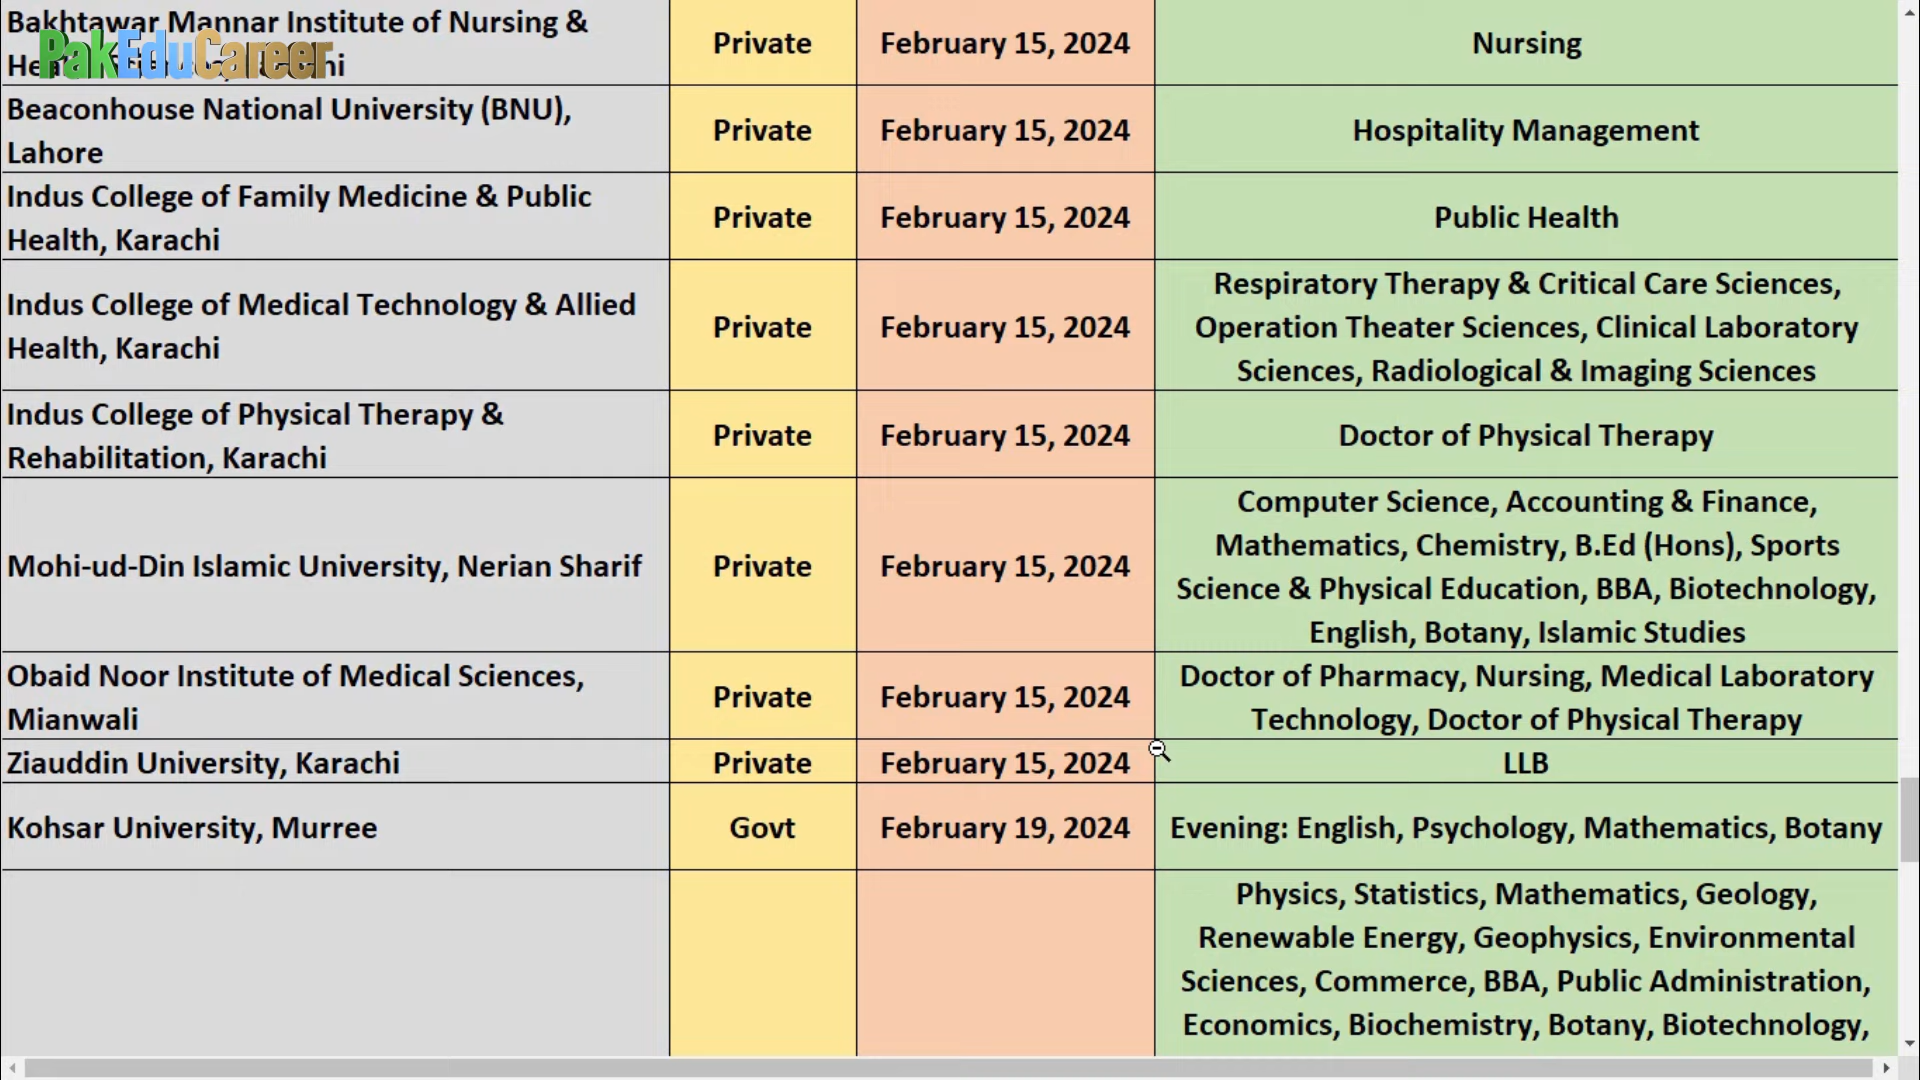 Bakhtawar Mannar Institute of Nursing &
PakEduCareer
Private
February 15, 2024
Nursing
Beaconhouse National University (BNU),
Lahore
Private
February 15, 2024
Hospitality Management
Indus College of Family Medicine & Public
Health, Karachi
Private
February 15, 2024
Public Health
Indus College of Medical Technology & Allied
Health, Karachi
Private
February 15, 2024
Respiratory Therapy & Critical Care Sciences,
Operation Theater Sciences, Clinical Laboratory
Sciences, Radiological & Imaging Sciences
Indus College of Physical Therapy &
Rehabilitation, Karachi
Private
February 15, 2024
Doctor of Physical Therapy
Mohi-ud-Din Islamic University, Nerian Sharif
Private
February 15, 2024
Computer Science, Accounting & Finance,
Mathematics, Chemistry, B.Ed (Hons), Sports
Science & Physical Education, BBA, Biotechnology,
English, Botany, Islamic Studies
Obaid Noor Institute of Medical Sciences,
Mianwali
Private
February 15, 2024
Doctor of Pharmacy, Nursing, Medical Laboratory
Technology, Doctor of Physical Therapy
Ziauddin University, Karachi
Private
February 15, 2024
LLB
Kohsar University, Murree
Govt
February 19, 2024
Evening: English, Psychology, Mathematics, Botany
Physics, Statistics, Mathematics, Geology,
Renewable Energy, Geophysics, Environmental
Sciences, Commerce, BBA, Public Administration,
Economics, Biochemistry, Botany, Biotechnology,